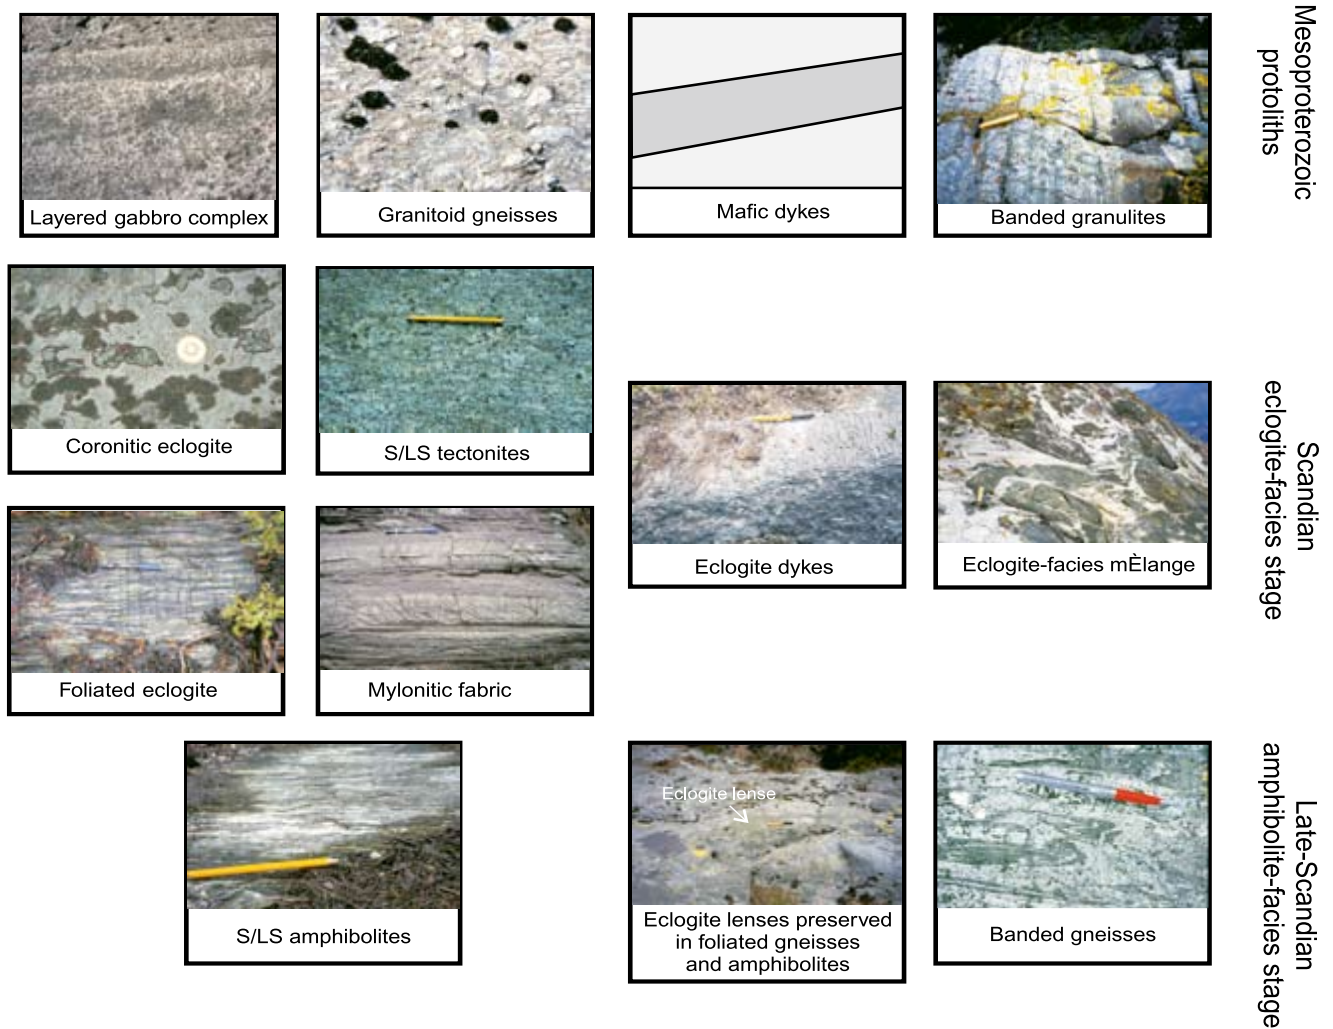 Mesoproterozoic
protoliths
Layered gabbro complex
Granitoid gneisses
Mafic dykes
Banded granulites
Scandian
eclogite-facies stage
Coronitic eclogite
S/LS tectonites
Eclogite dykes
Eclogite-facies mÈlange
Foliated eclogite
Mylonitic fabric
Late-Scandian
amphibolite-facies stage
S/LS amphibolites
Eclogite lense
Eclogite lenses preserved
in foliated gneisses
and amphibolites
Banded gneisses